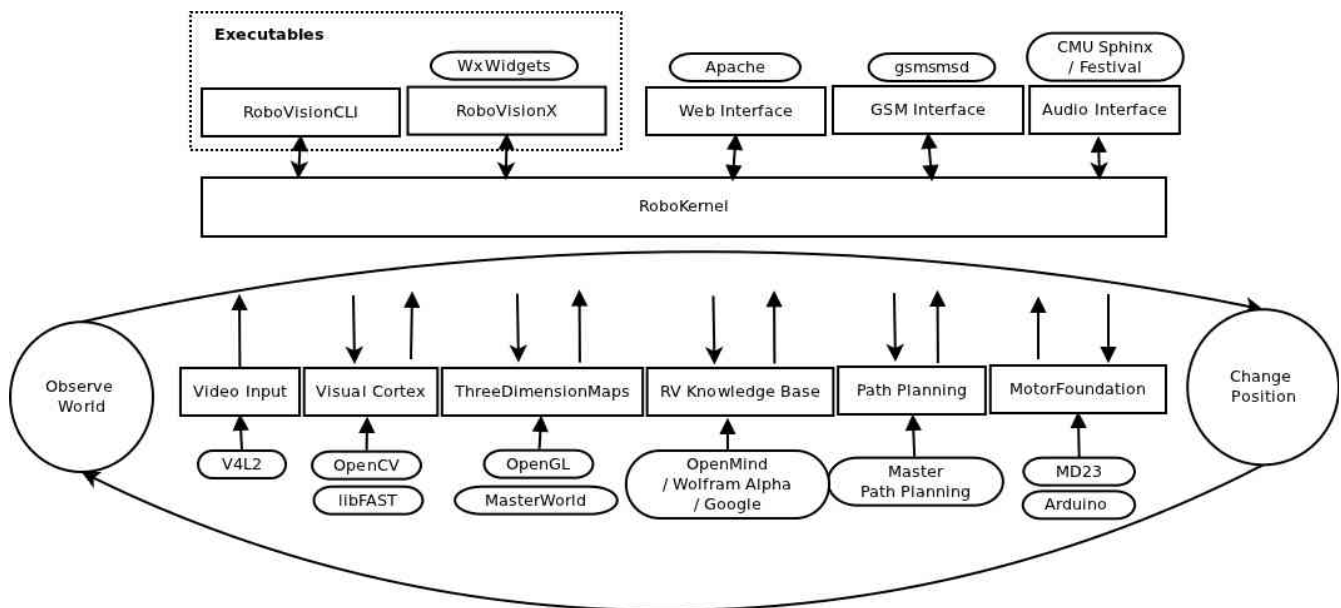 Executables
WxWidgets
Apache
gsmsmsd
CMU Sphinx
/ Festival
RoboVisionCLI
RoboVisionX
Web Interface
GSM Interface
Audio Interface
RoboKernel
Observe
World
Video Input
Visual Cortex
ThreeDimensionMaps
RV Knowledge Base
Path Planning
MotorFoundation
Change
Position
V4L2
OpenCV
libFAST
OpenGL
MasterWorld
OpenMind
/ Wolfram Alpha
/ Google
Master
Path Planning
MD23
Arduino